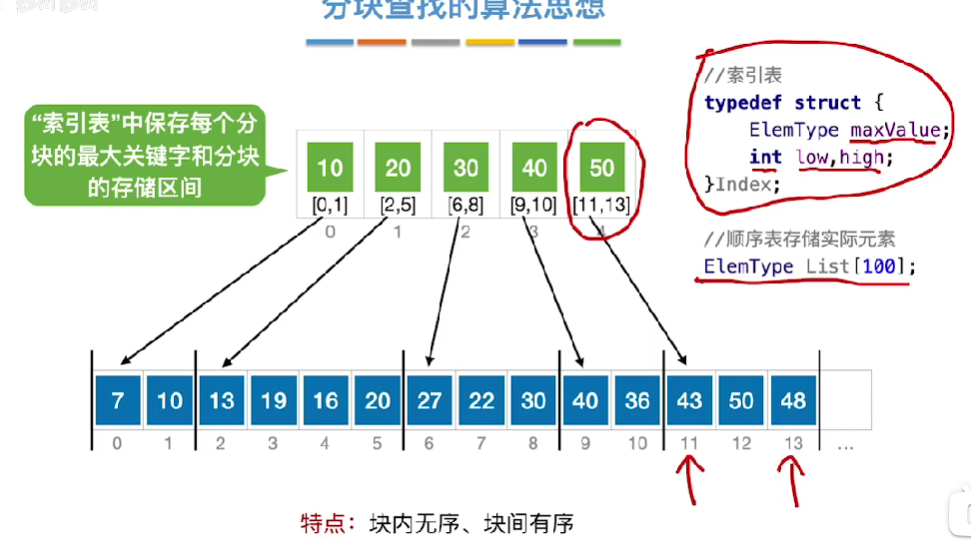 分块查找的算法思想
“索引表”中保存每个分
块的最大关键字和分块
的存储区间
10 20 30 40 50
[0,1] [2,5] [6,8] [9,10] [11,13]
0 1 2 3 4
//索引表
typedef struct {
ElemType maxValue;
int low,high;
}Index;
//顺序表存储实际元素
ElemType List[100];
7 10 13 19 16 20 27 22 30 40 36 43 50 48
0 1 2 3 4 5 6 7 8 9 10 11 12 13 ...
特点：块内无序、块间有序